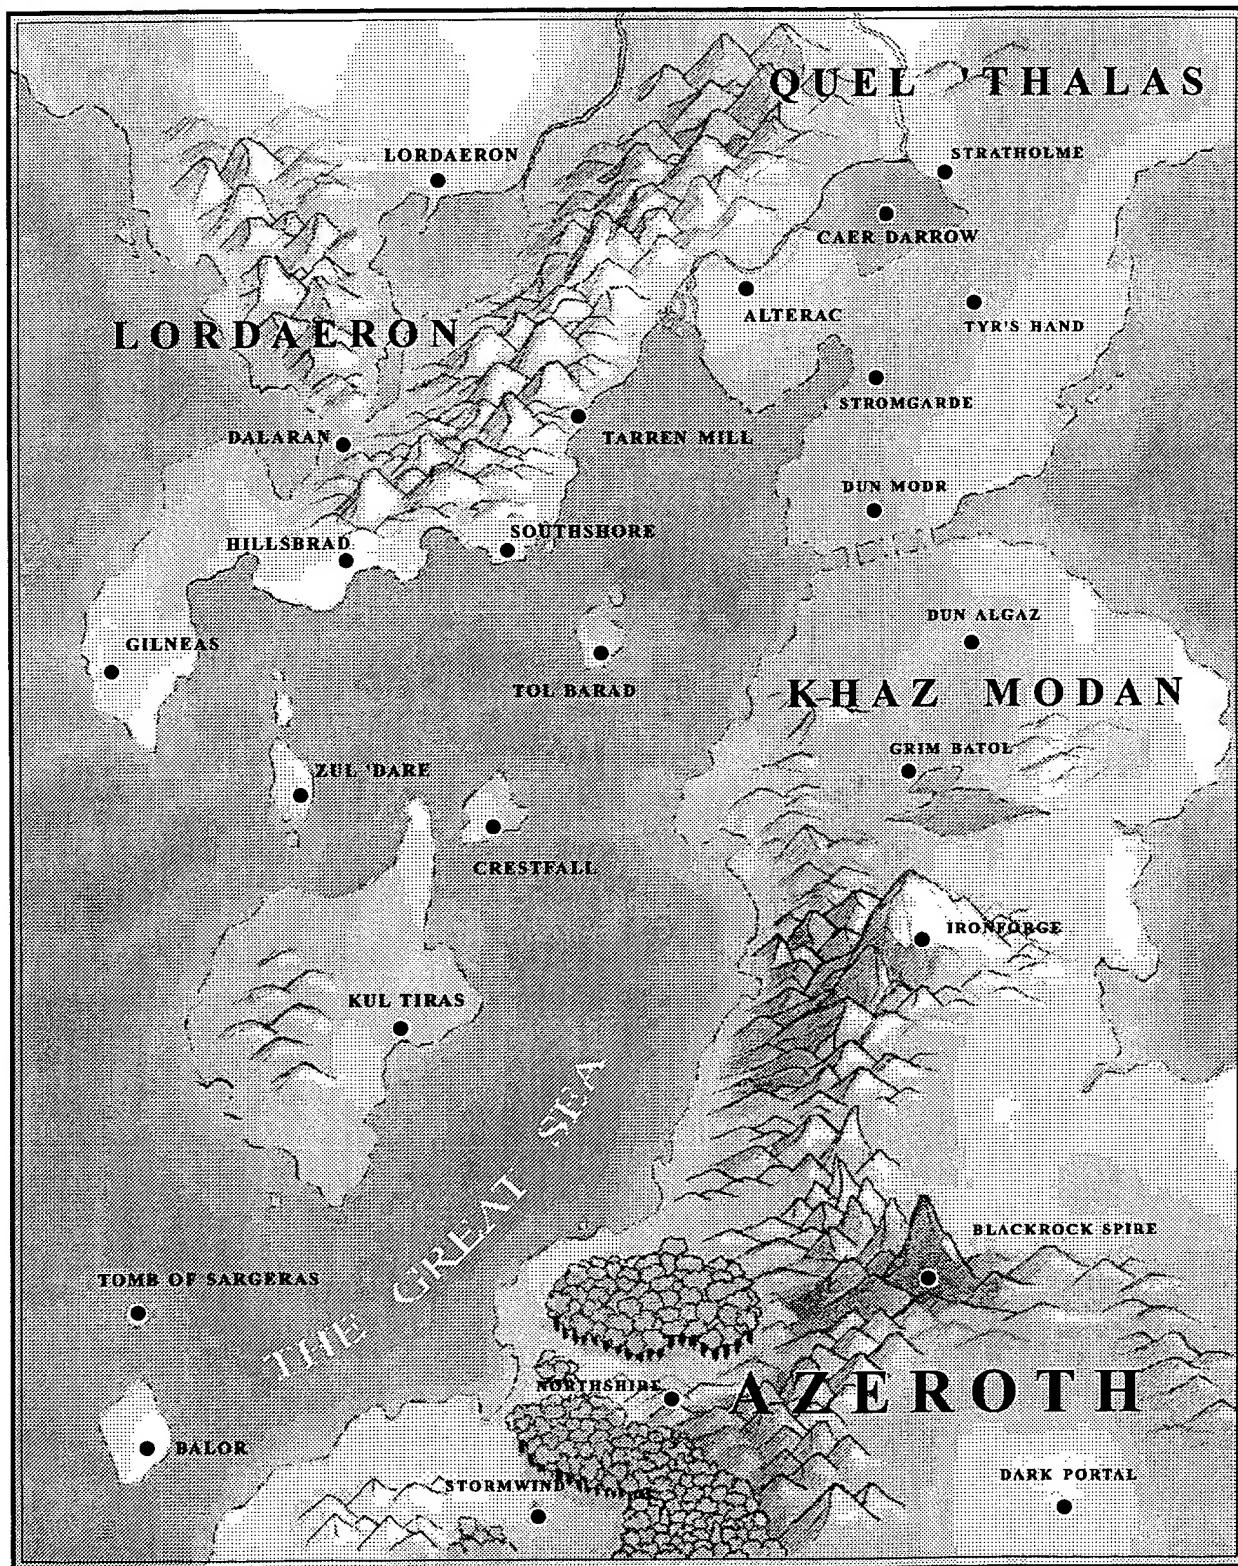 QUEL 'THALAS
LORDAERON
STRATHOLME
CAER DARROW
ALTERAC
TYR'S HAND
LORDAERON
STROMGARDE
DALARAN
TARREN MILL
DUN MODR
HILLSBRAD
SOUTHSHORE
DUN ALGAZ
GILNEAS
TOL BARAD
KHAZ MODAN
GRIM BATOL
ZUL 'DARE
CRESTFALL
IRONFORGE
KUL TIRAS
THE GREAT SEA
BLACKROCK SPIRE
TOMB OF SARGERAS
NORTHSHIRE
AZEROTH
BALOR
STORMWIND
DARK PORTAL